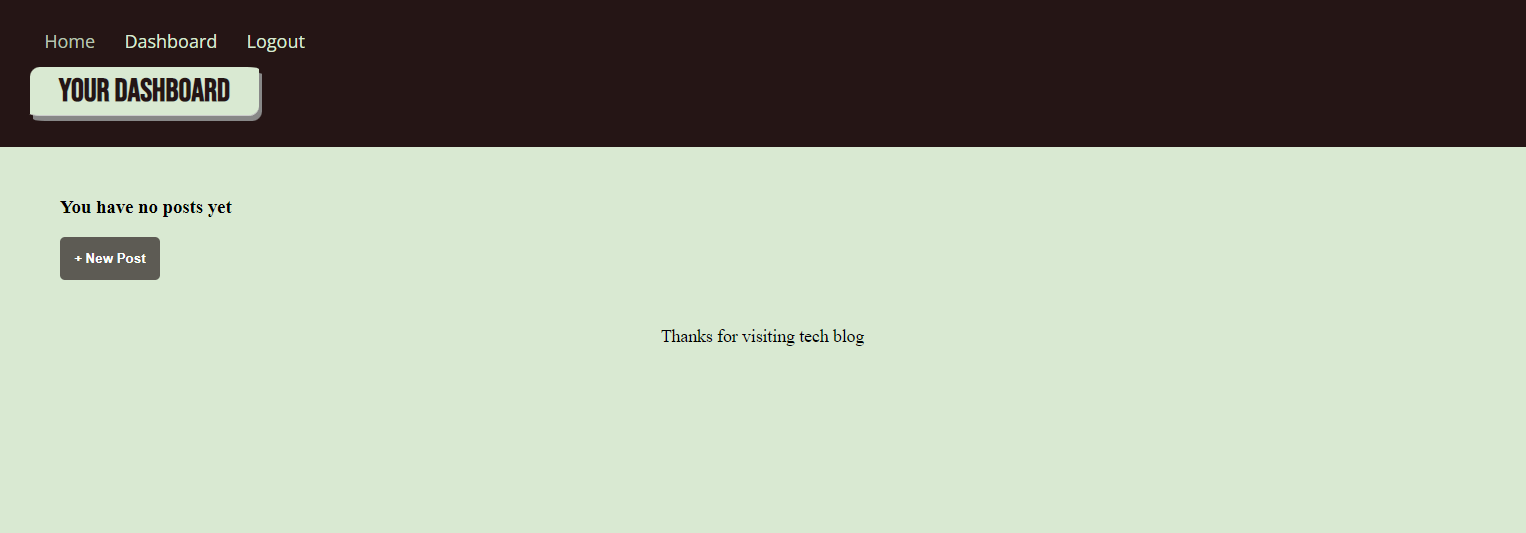 Home Dashboard Logout
YOUR DASHBOARD
You have no posts yet
+ New Post
Thanks for visiting tech blog